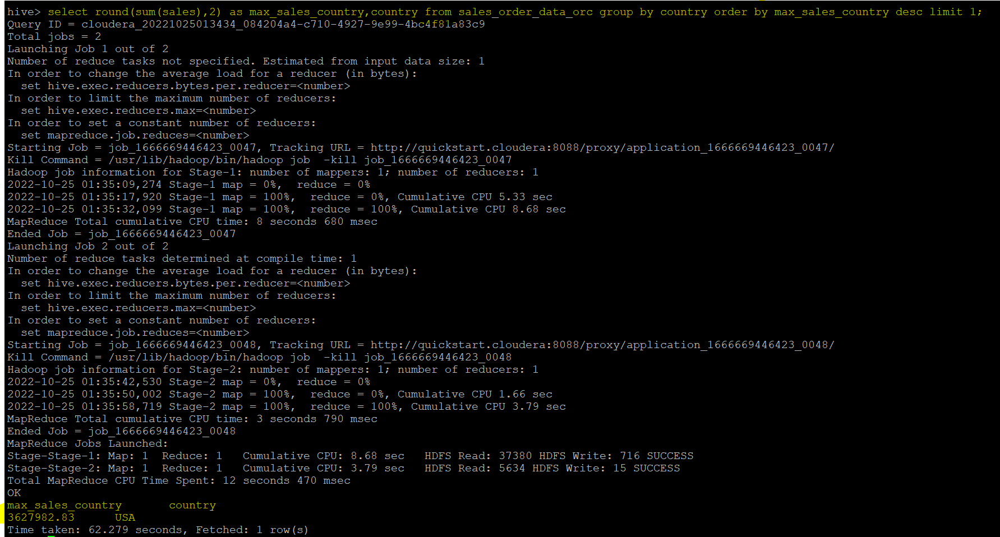 hive> select round(sum(sales),2) as max_sales_country,country from sales_order_data_orc group by country order by max_sales_country desc limit 1;
Query ID = cloudera_20221025013434_084204a4-c710-4927-9e99-4bc4f81a83c9
Total jobs = 2
Launching Job 1 out of 2
Number of reduce tasks not specified. Estimated from input data size: 1
In order to change the average load for a reducer (in bytes):
  set hive.exec.reducers.bytes.per.reducer=<number>
In order to limit the maximum number of reducers:
  set hive.exec.reducers.max=<number>
In order to set a constant number of reducers:
  set mapreduce.job.reduces=<number>
Starting Job = job_1666669446423_0047, Tracking URL = http://quickstart.cloudera:8088/proxy/application_1666669446423_0047/
Kill Command = /usr/lib/hadoop/bin/hadoop job  -kill job_1666669446423_0047
Hadoop job information for Stage-1: number of mappers: 1; number of reducers: 1
2022-10-25 01:35:09,274 Stage-1 map = 0%,  reduce = 0%
2022-10-25 01:35:17,920 Stage-1 map = 100%,  reduce = 0%, Cumulative CPU 5.33 sec
2022-10-25 01:35:32,099 Stage-1 map = 100%,  reduce = 100%, Cumulative CPU 8.68 sec
MapReduce Total cumulative CPU time: 8 seconds 680 msec
Ended Job = job_1666669446423_0047
Launching Job 2 out of 2
Number of reduce tasks determined at compile time: 1
In order to change the average load for a reducer (in bytes):
  set hive.exec.reducers.bytes.per.reducer=<number>
In order to limit the maximum number of reducers:
  set hive.exec.reducers.max=<number>
In order to set a constant number of reducers:
  set mapreduce.job.reduces=<number>
Starting Job = job_1666669446423_0048, Tracking URL = http://quickstart.cloudera:8088/proxy/application_1666669446423_0048/
Kill Command = /usr/lib/hadoop/bin/hadoop job  -kill job_1666669446423_0048
Hadoop job information for Stage-2: number of mappers: 1; number of reducers: 1
2022-10-25 01:35:42,530 Stage-2 map = 0%,  reduce = 0%
2022-10-25 01:35:50,002 Stage-2 map = 100%,  reduce = 0%, Cumulative CPU 1.66 sec
2022-10-25 01:35:58,719 Stage-2 map = 100%,  reduce = 100%, Cumulative CPU 3.79 sec
MapReduce Total cumulative CPU time: 3 seconds 790 msec
Ended Job = job_1666669446423_0048
MapReduce Jobs Launched:
Stage-Stage-1: Map: 1  Reduce: 1   Cumulative CPU: 8.68 sec   HDFS Read: 37380 HDFS Write: 716 SUCCESS
Stage-Stage-2: Map: 1  Reduce: 1   Cumulative CPU: 3.79 sec   HDFS Read: 5634 HDFS Write: 15 SUCCESS
Total MapReduce CPU Time Spent: 12 seconds 470 msec
OK
max_sales_country       country
3627982.83      USA
Time taken: 62.279 seconds, Fetched: 1 row(s)